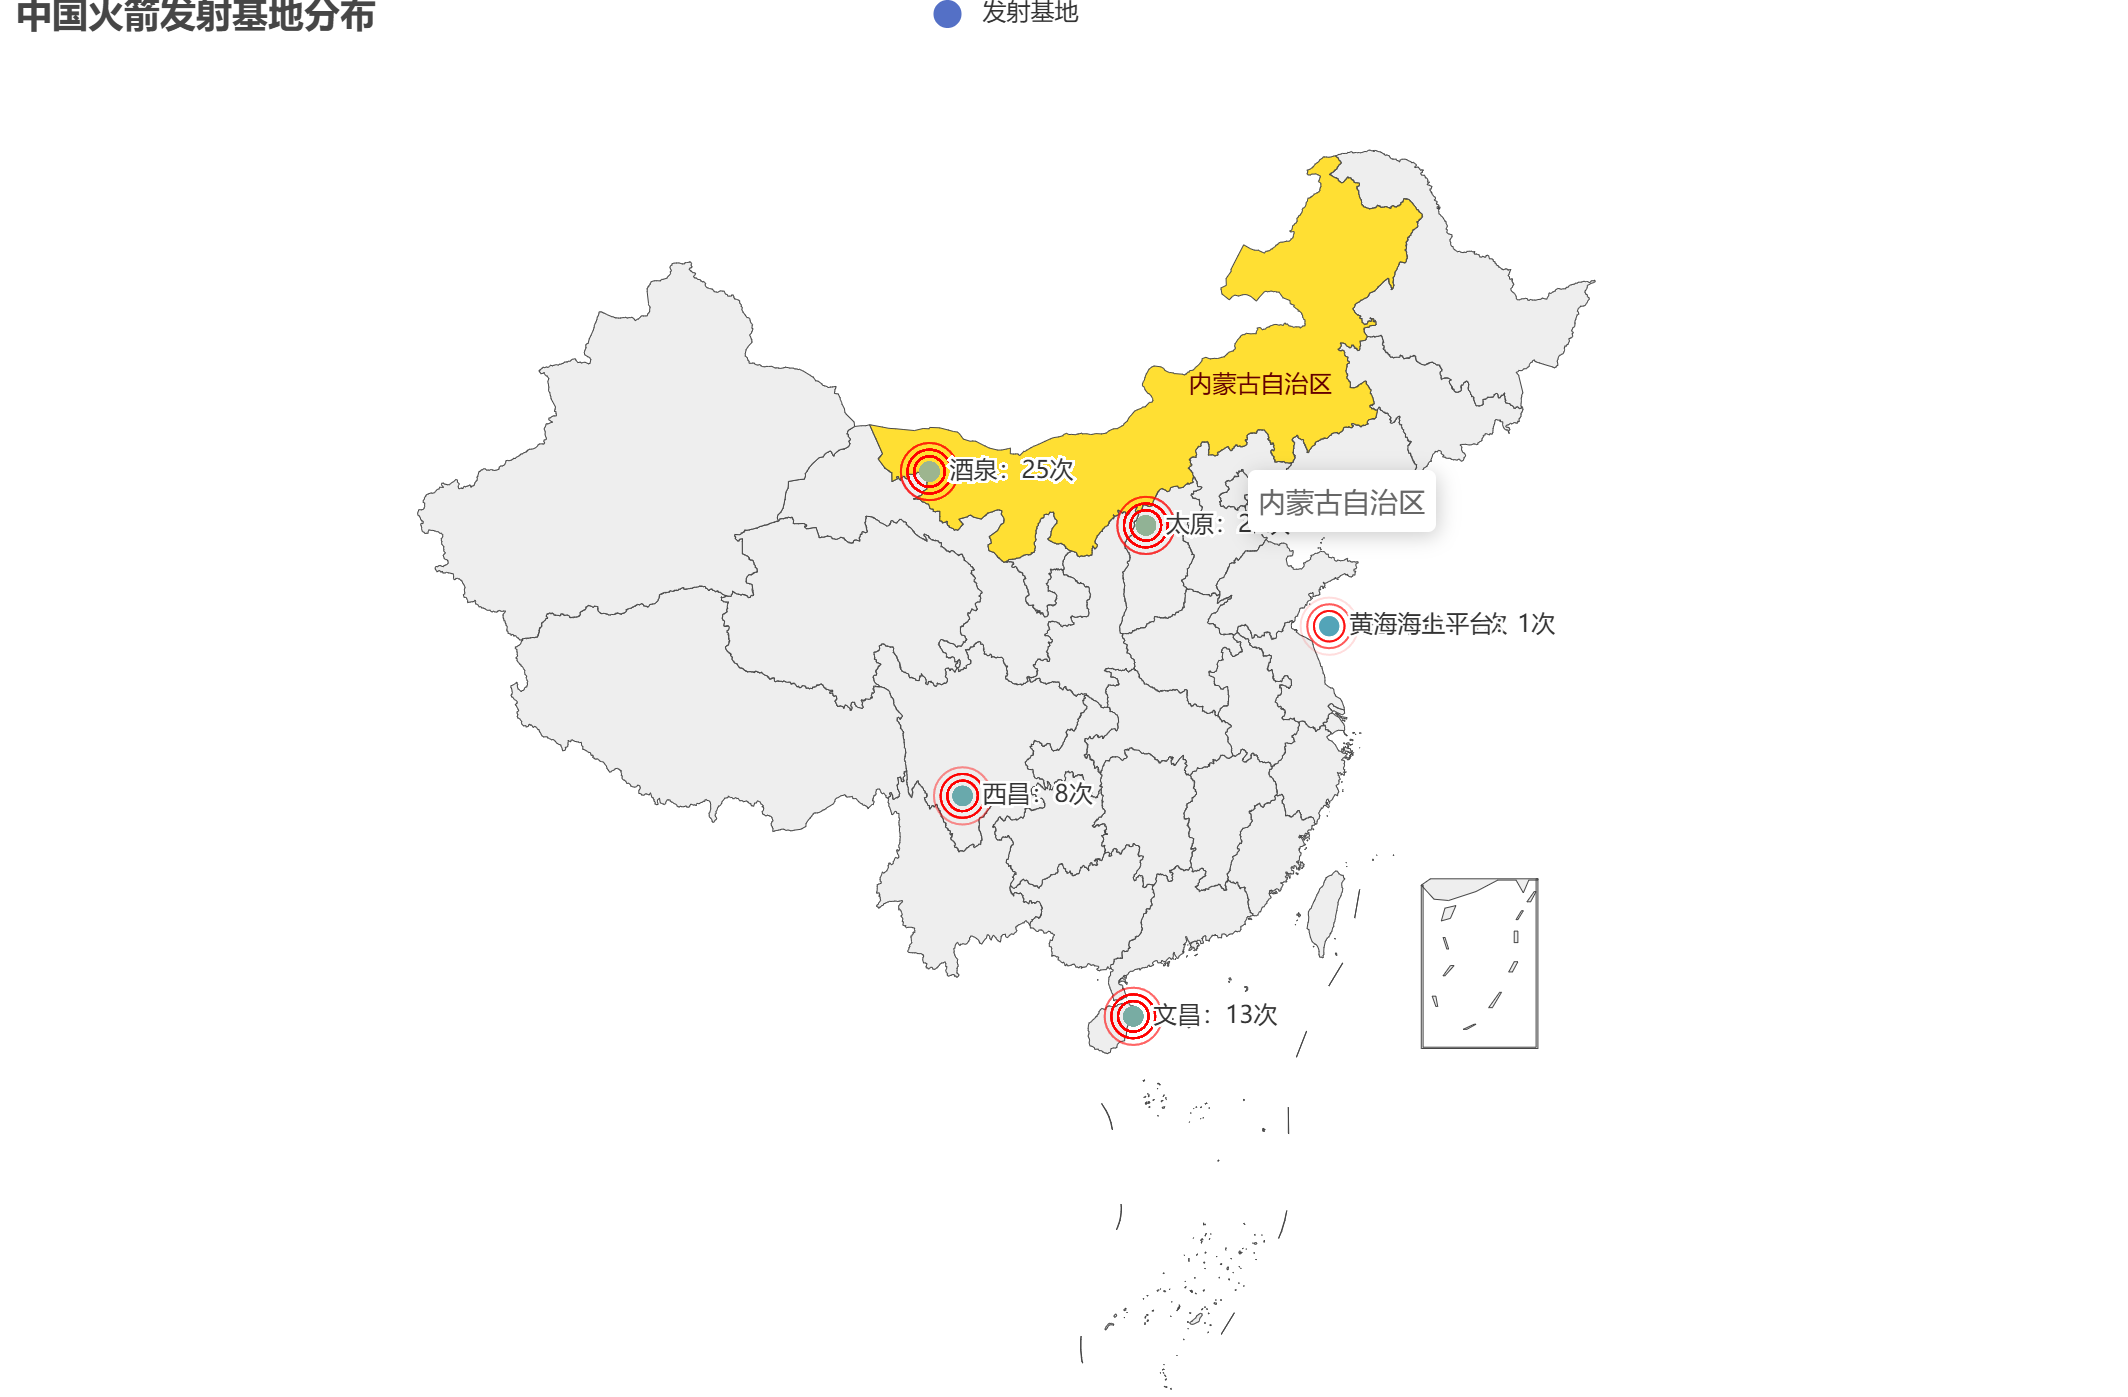 中国火箭发射基地分布
发射基地
内蒙古自治区
酒泉：25次
内蒙古自治区
太原：2
黄海海上平台：1次
西昌：8次
文昌：13次